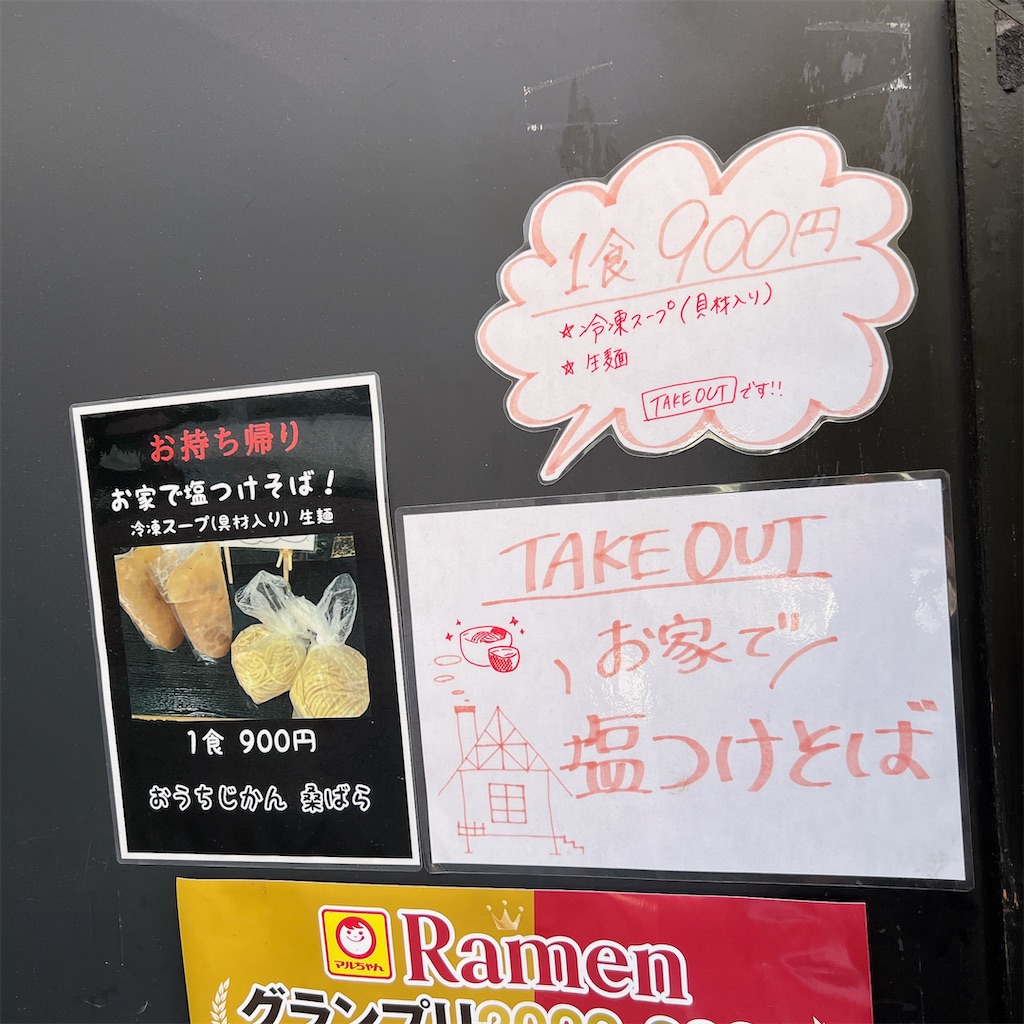 1食 900円
☆冷凍スープ(具材入り)
☆生麺
TAKEOUTです!!
お持ち帰り
お家で塩つけそば!
冷凍スープ(具材入り) 生麺
1食 900円
おうちじかん 桑ばら
TAKE OUT
お家で
塩つけそば
マルちゃん
Ramen
グランプリ